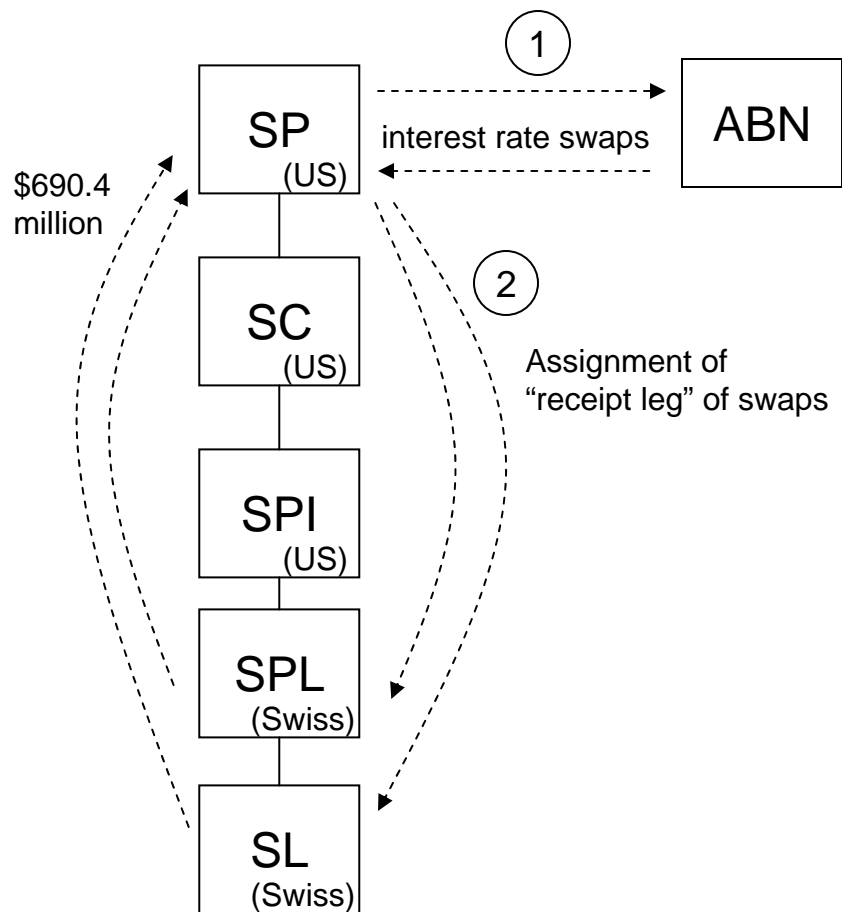 1
SP
(US)
ABN
interest rate swaps
$690.4
million
2
SC
(US)
Assignment of
“receipt leg” of swaps
SPI
(US)
SPL
(Swiss)
SL
(Swiss)